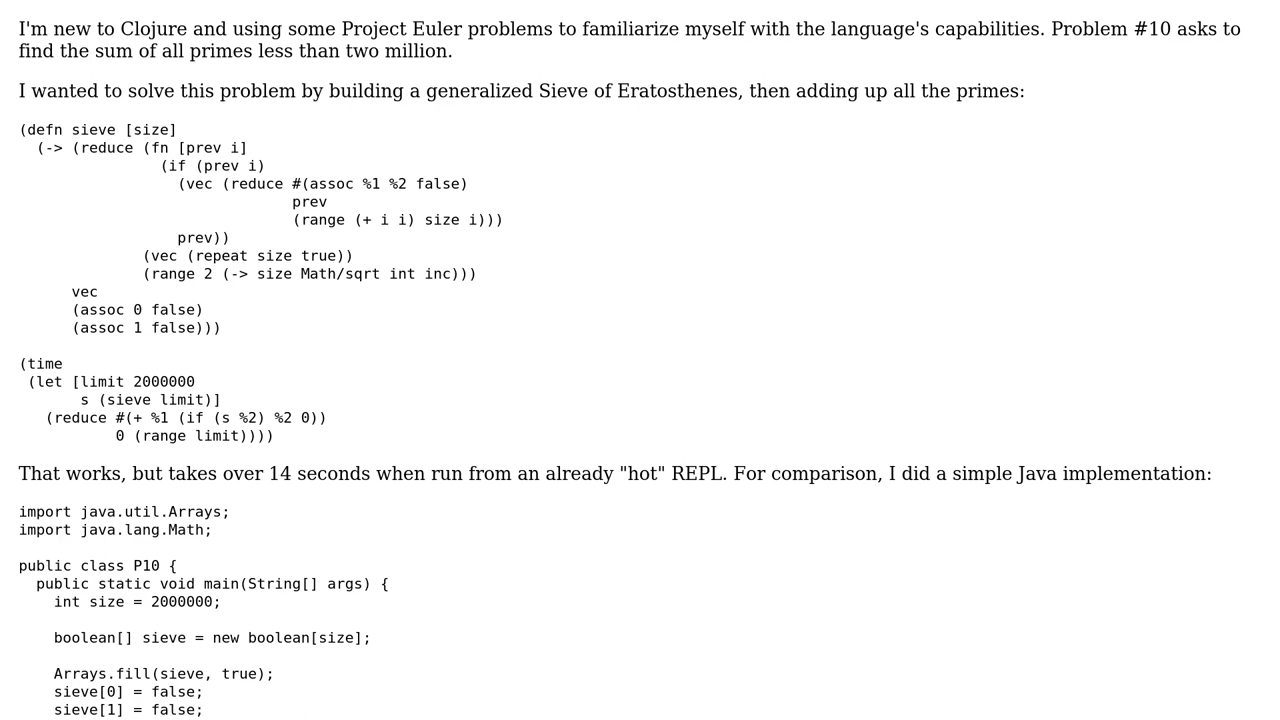 I'm new to Clojure and using some Project Euler problems to familiarize myself with the language's capabilities. Problem #10 asks to
find the sum of all primes less than two million.
I wanted to solve this problem by building a generalized Sieve of Eratosthenes, then adding up all the primes:
(defn sieve [size]
  (-> (reduce (fn [prev i]
                (if (prev i)
                  (vec (reduce #(assoc %1 %2 false)
                               prev
                               (range (+ i i) size i)))
                  prev))
              (vec (repeat size true))
              (range 2 (-> size Math/sqrt int inc)))
      vec
      (assoc 0 false)
      (assoc 1 false)))
(time
 (let [limit 2000000
       s (sieve limit)]
   (reduce #(+ %1 (if (s %2) %2 0))
           0 (range limit))))
That works, but takes over 14 seconds when run from an already "hot" REPL. For comparison, I did a simple Java implementation:
import java.util.Arrays;
import java.lang.Math;
public class P10 {
  public static void main(String[] args) {
    int size = 2000000;
    boolean[] sieve = new boolean[size];
    Arrays.fill(sieve, true);
    sieve[0] = false;
    sieve[1] = false;